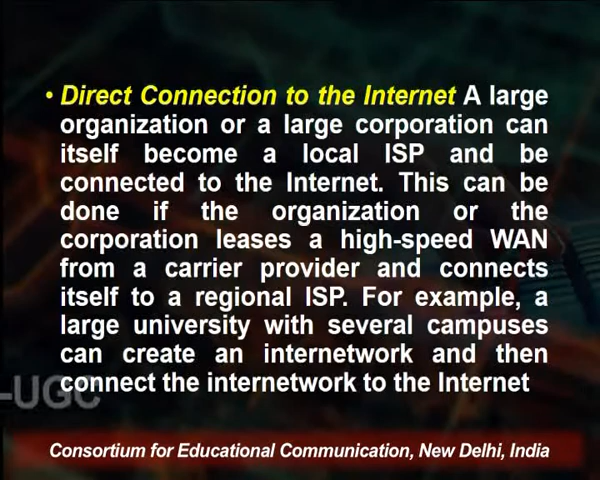 • Direct Connection to the Internet A large
organization or a large corporation can
itself become a local ISP and be
connected to the Internet. This can be
done if the organization or the
corporation leases a high-speed WAN
from a carrier provider and connects
itself to a regional ISP. For example, a
large university with several campuses
can create an internetwork and then
connect the internetwork to the Internet
-UGC
Consortium for Educational Communication, New Delhi, India